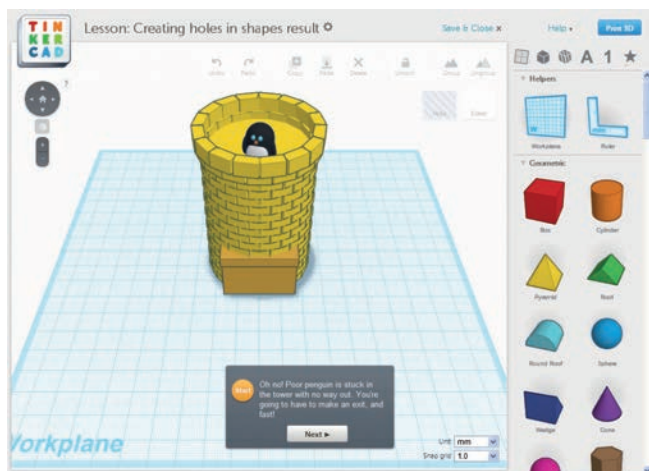 TIN
KER
CAD
Lesson: Creating holes in shapes result
Save & Close x
Help
Print 3D
?
Undo
Redo
Copy
Delete
Group
Ungroup
A 1
Helpers
Workplane
Ruler
Geometric
Box
Cylinder
Pyramid
Roof
Round Roof
Sphere
Wedge
Cone
Start
Oh no! Poor penguin is stuck in
the tower with no way out. You're
going to have to make an exit, and
fast!
Next
Workplane
Unit mm
Snap grid 1.0